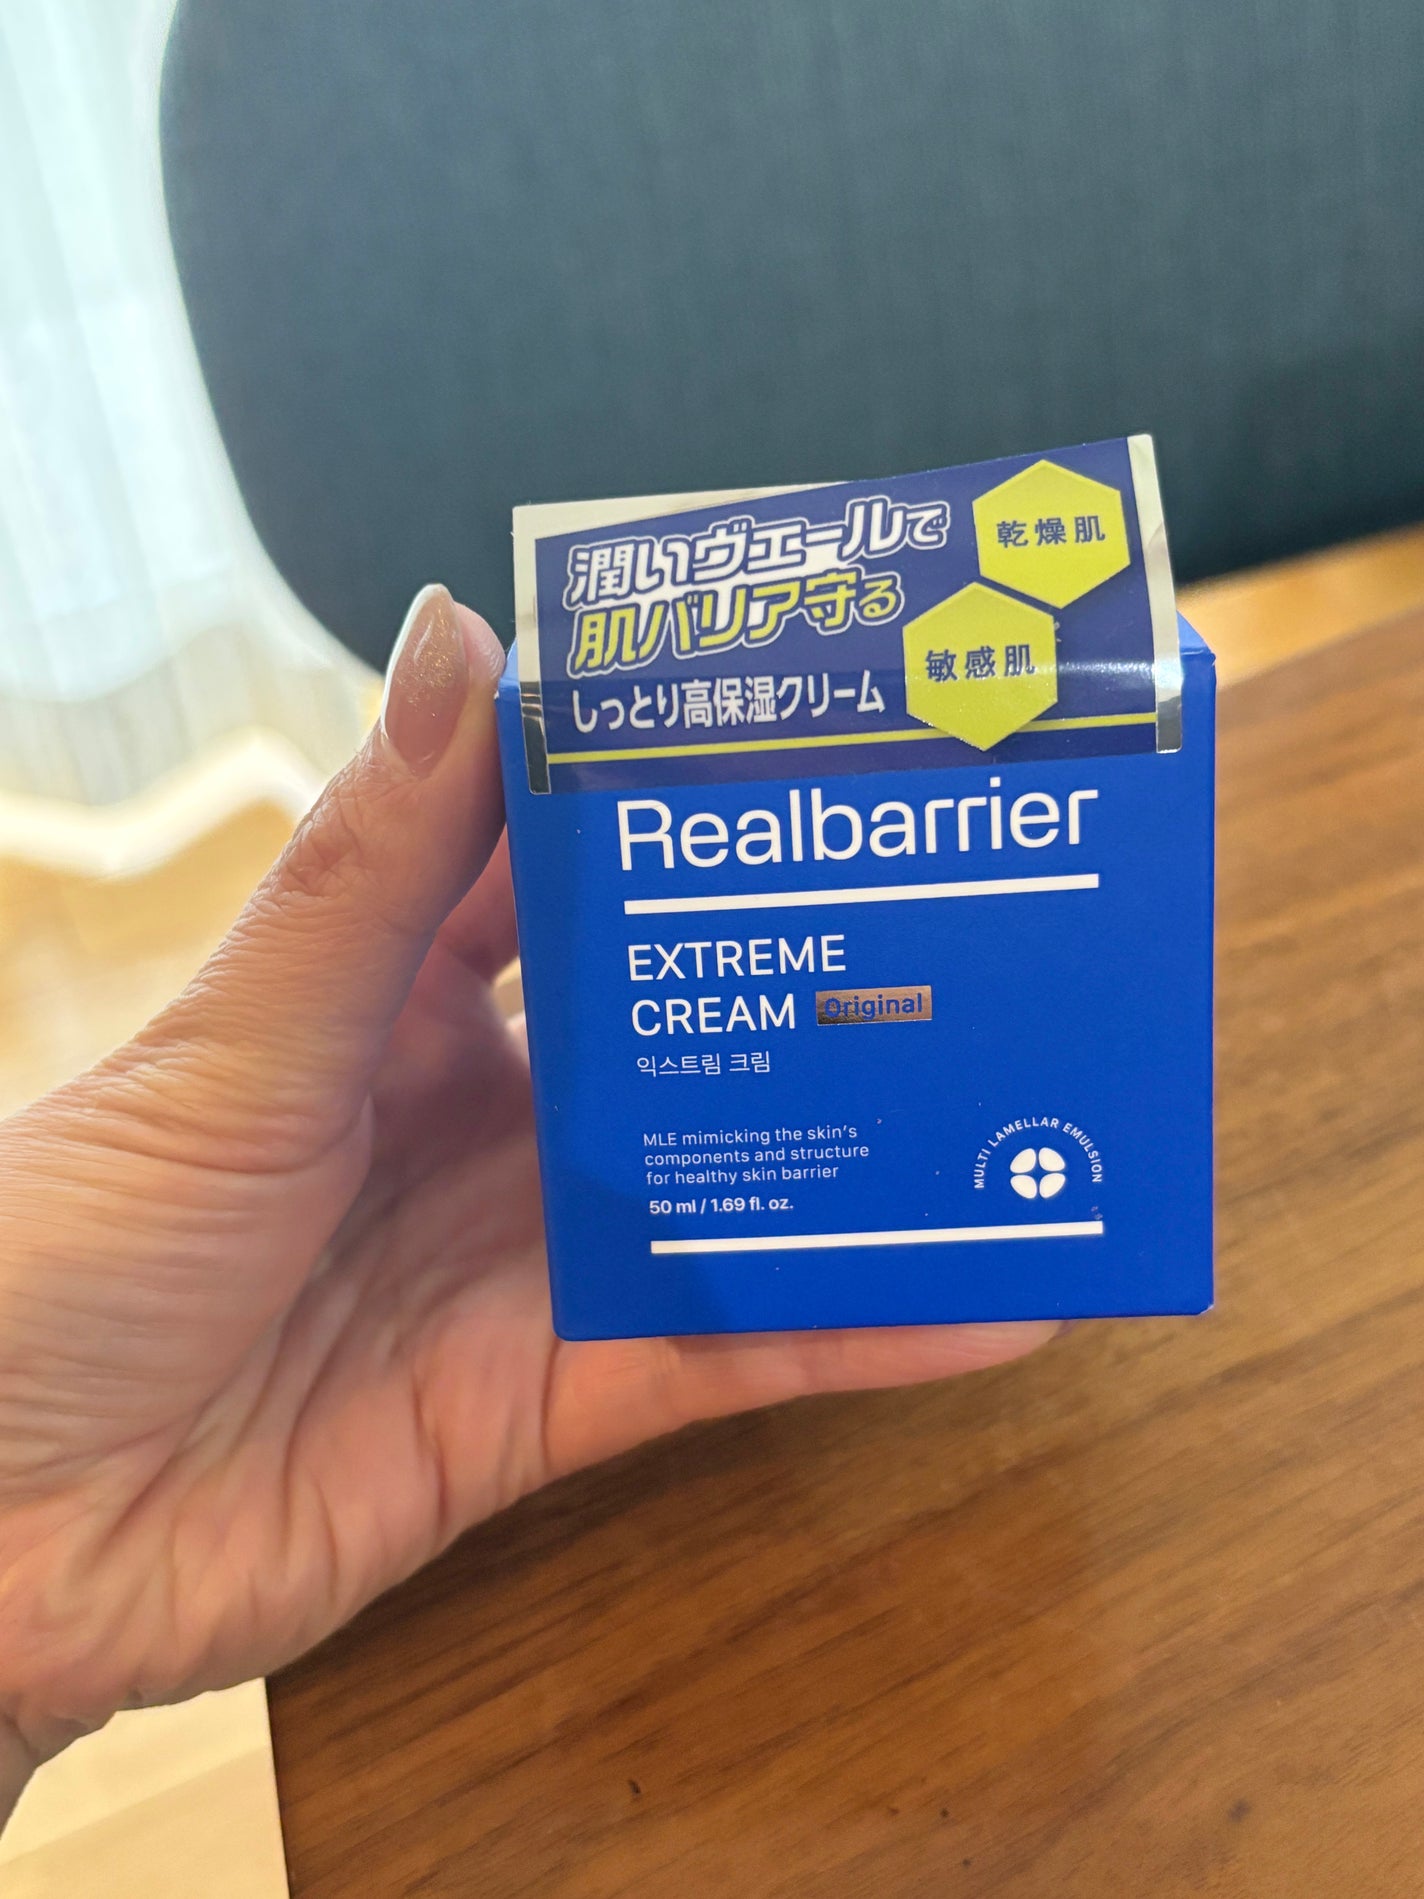 潤いヴェールで
肌バリア守る
しっとり高保湿クリーム
乾燥肌
敏感肌
Realbarrier
EXTREME
CREAM Original
익스트림 크림
MLE mimicking the skin's
components and structure
for healthy skin barrier
50 ml / 1.69 fl. oz.
MULTI LAMELLAR EMULSION